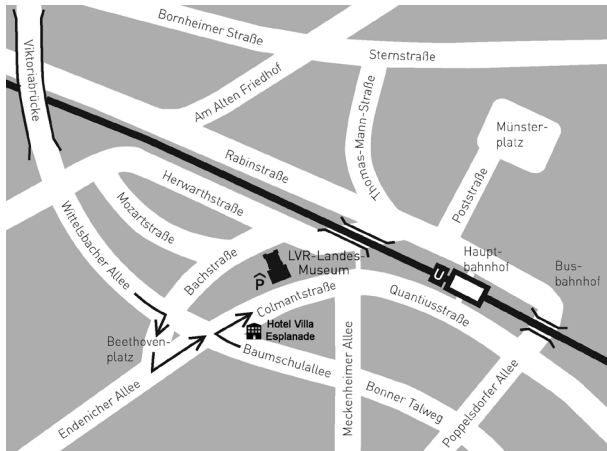 Bornheimer Straße
Viktoriabrücke
Sternstraße
Am Alten Friedhof
Thomas-Mann-Straße
Münster-
platz
Rabinstraße
Poststraße
Herwarthstraße
Mozartstraße
Wittelsbacher Allee
Bachstraße
LVR-Landes-
Museum
P
Haupt-
bahnhof
U
Bus-
bahnhof
Colmantstraße
Quantiusstraße
Hotel Villa
Esplanade
Beethoven-
platz
Baumschulallee
Meckenheimer Allee
Endenicher Allee
Bonner Talweg
Poppelsdorfer Allee